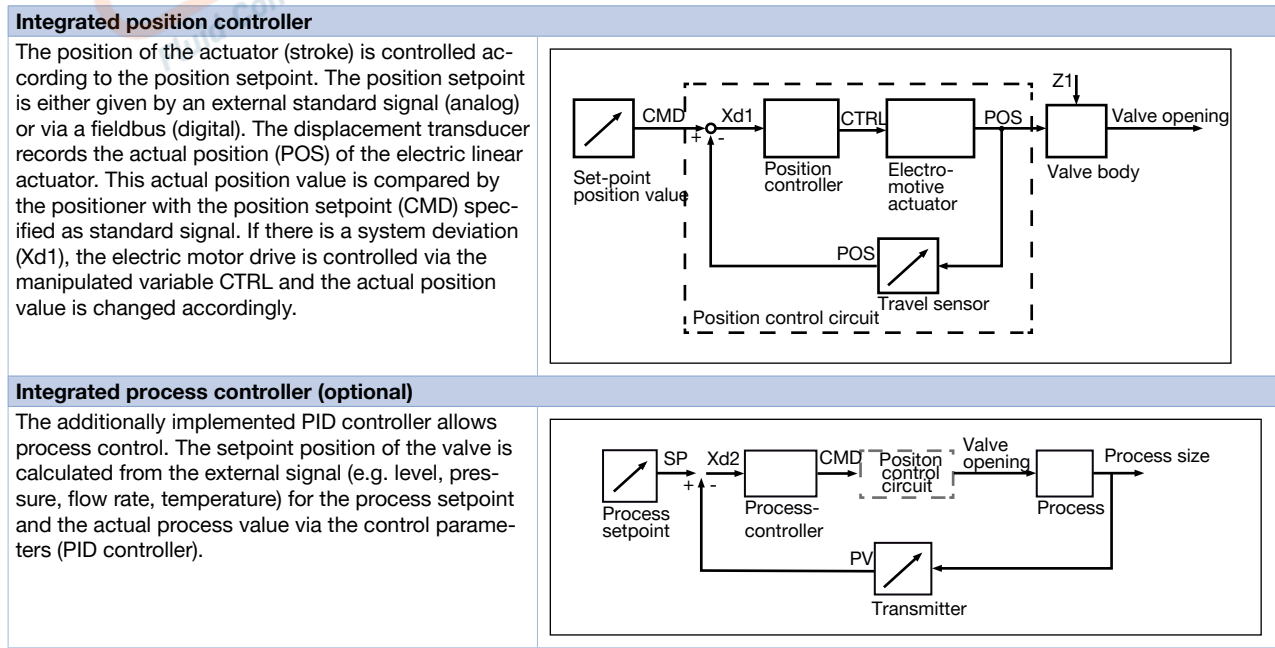 Integrated position controller
The position of the actuator (stroke) is controlled ac-
cording to the position setpoint. The position setpoint
is either given by an external standard signal (analog)
or via a fieldbus (digital). The displacement transducer
records the actual position (POS) of the electric linear
actuator. This actual position value is compared by
the positioner with the position setpoint (CMD) spec-
ified as standard signal. If there is a system deviation
(Xd1), the electric motor drive is controlled via the
manipulated variable CTRL and the actual position
value is changed accordingly.
Z1
CMD
Xd1
CTRL
POS
Valve opening
+ -
Set-point
position value
Position
controller
Electro-
motive
actuator
Valve body
POS
Travel sensor
Position control circuit
Integrated process controller (optional)
The additionally implemented PID controller allows
process control. The setpoint position of the valve is
calculated from the external signal (e.g. level, pres-
sure, flow rate, temperature) for the process setpoint
and the actual process value via the control parame-
ters (PID controller).
SP
Xd2
CMD
Positon
control
circuit
Valve
opening
Process size
+ -
Process
setpoint
Process-
controller
Process
PV
Transmitter